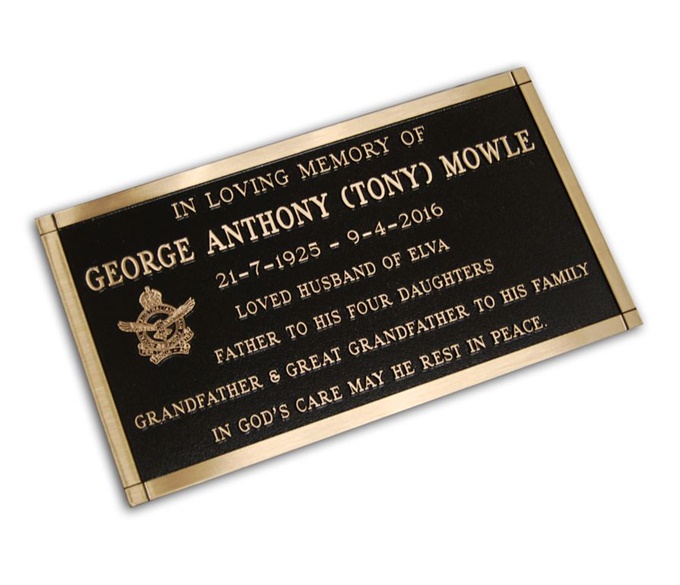 IN LOVING MEMORY OF
GEORGE ANTHONY (TONY) MOWLE
21-7-1925 - 9-4-2016
LOVED HUSBAND OF ELVA
FATHER TO HIS FOUR DAUGHTERS
GRANDFATHER & GREAT GRANDFATHER TO HIS FAMILY
IN GOD'S CARE MAY HE REST IN PEACE.